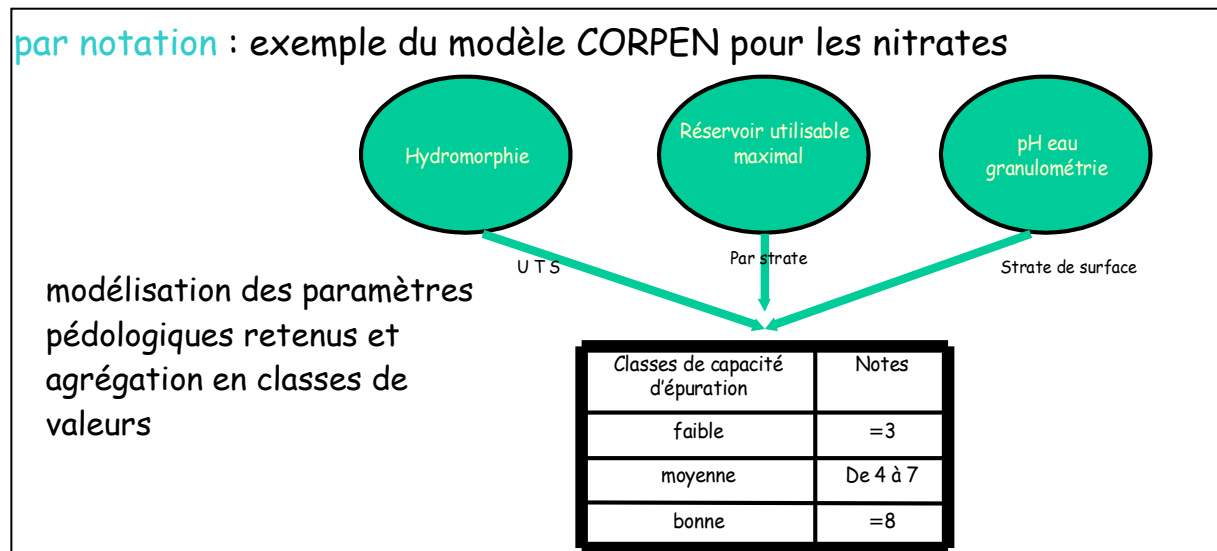 par notation : exemple du modèle CORPEN pour les nitrates
Hydromorphie
Réservoir utilisable
maximal
pH eau
granulométrie
U T S
Par strate
Strate de surface
modélisation des paramètres
pédologiques retenus et
agrégation en classes de
valeurs
Classes de capacité
d'épuration
Notes
faible
=3
moyenne
De 4 à 7
bonne
=8